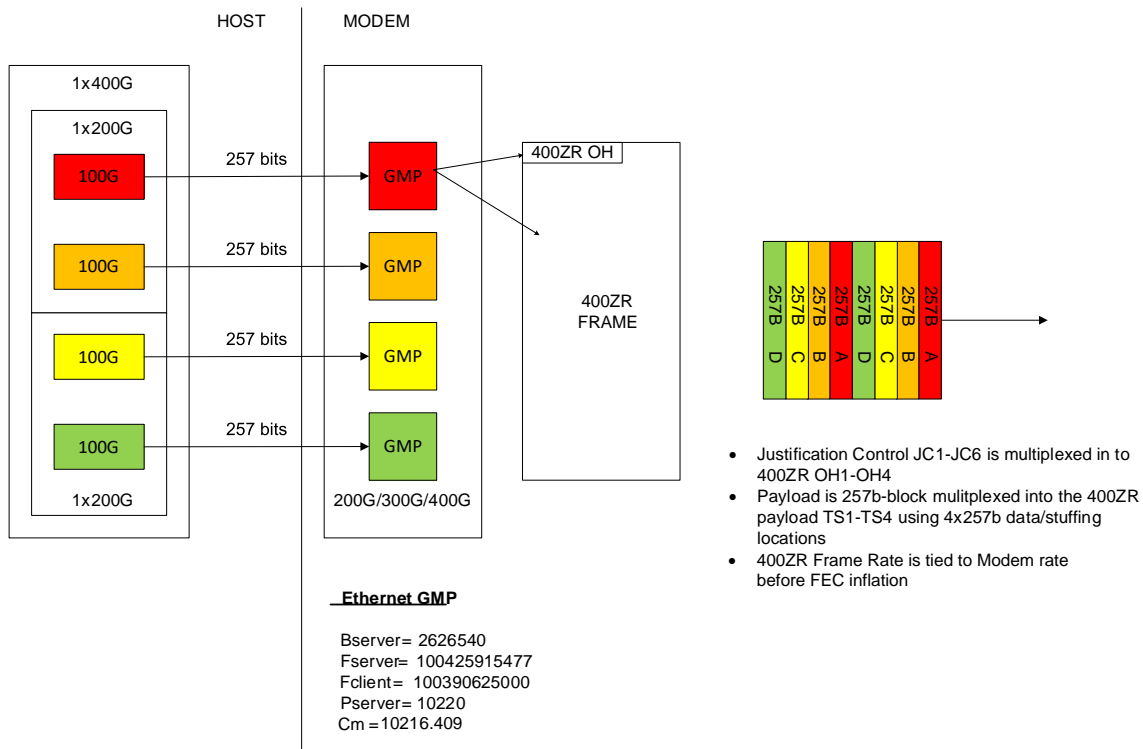 HOST MODEM
1x400G
1x200G
100G
257 bits
GMP
400ZR OH
100G
257 bits
GMP
100G
257 bits
GMP
100G
257 bits
GMP
1x200G
200G/300G/400G
400ZR
FRAME
257B D
257B C
257B B
257B A
257B D
257B C
257B B
257B A
• Justification Control JC1-JC6 is multiplexed in to
400ZR OH1-OH4
• Payload is 257b-block mulitplexed into the 400ZR
payload TS1-TS4 using 4x257b data/stuffing
locations
• 400ZR Frame Rate is tied to Modem rate
before FEC inflation
Ethernet GMP
Bserver= 2626540
Fserver= 100425915477
Fclient= 100390625000
Pserver= 10220
Cm =10216.409